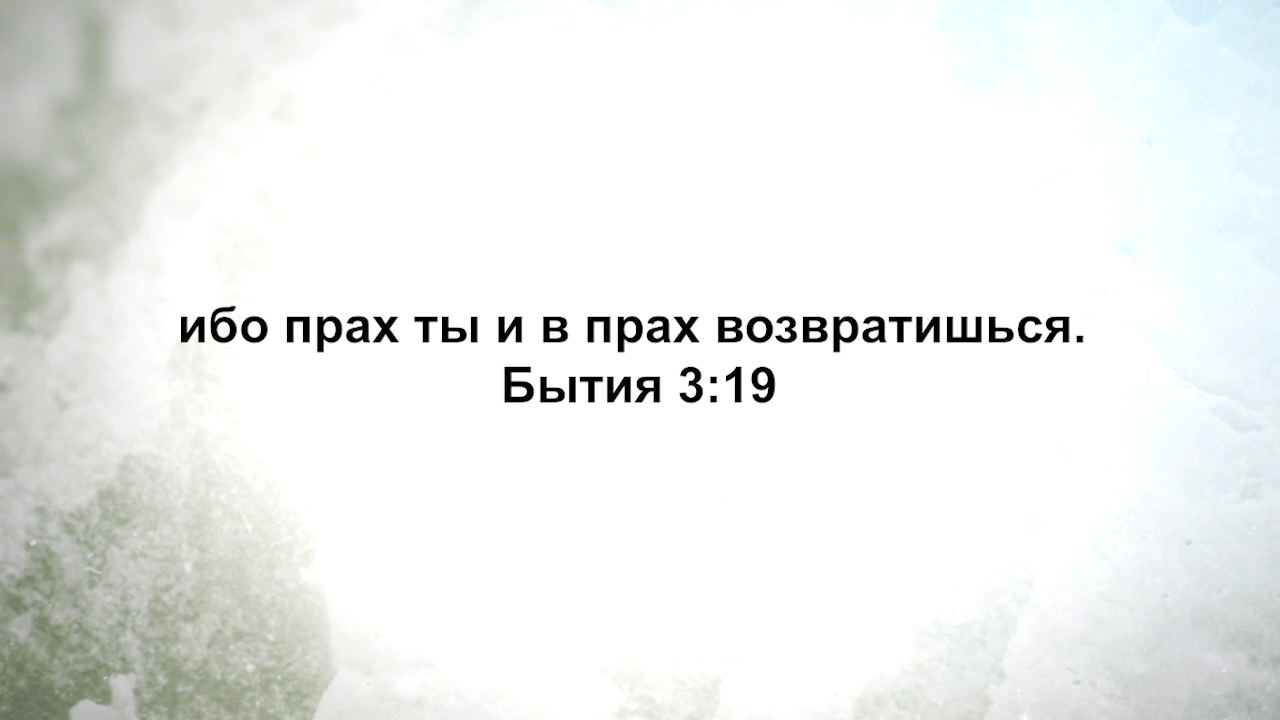 ибо прах ты и в прах возвратишься.
Бытия 3:19